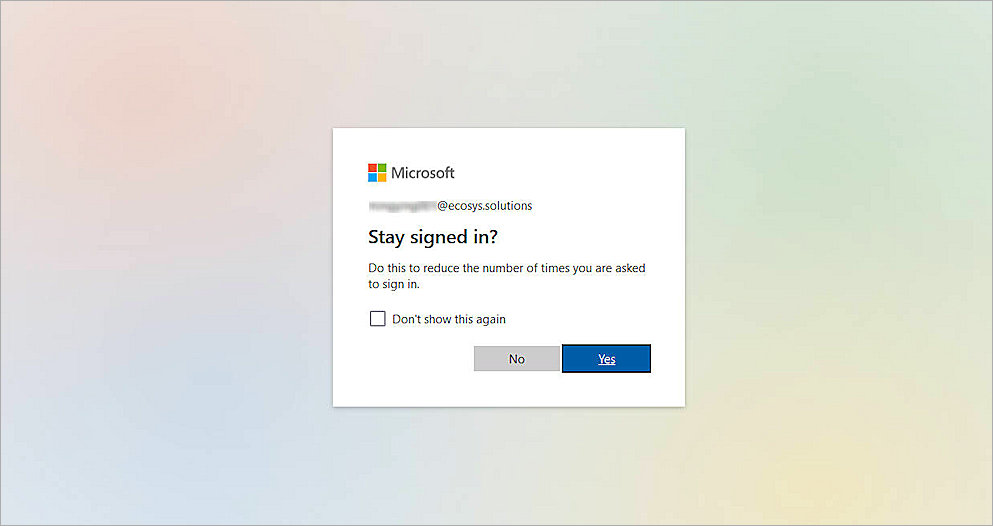 Microsoft
@ecosys.solutions
Stay signed in?
Do this to reduce the number of times you are asked
to sign in.
Don't show this again
No
Yes